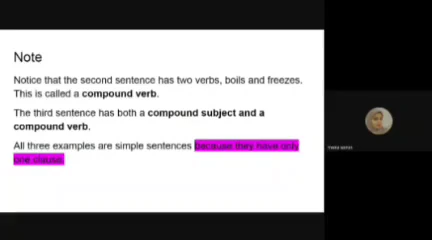 Note
Notice that the second sentence has two verbs, boils and freezes.
This is called a compound verb.
The third sentence has both a compound subject and a
compound verb.
All three examples are simple sentences because they have only
one clause.